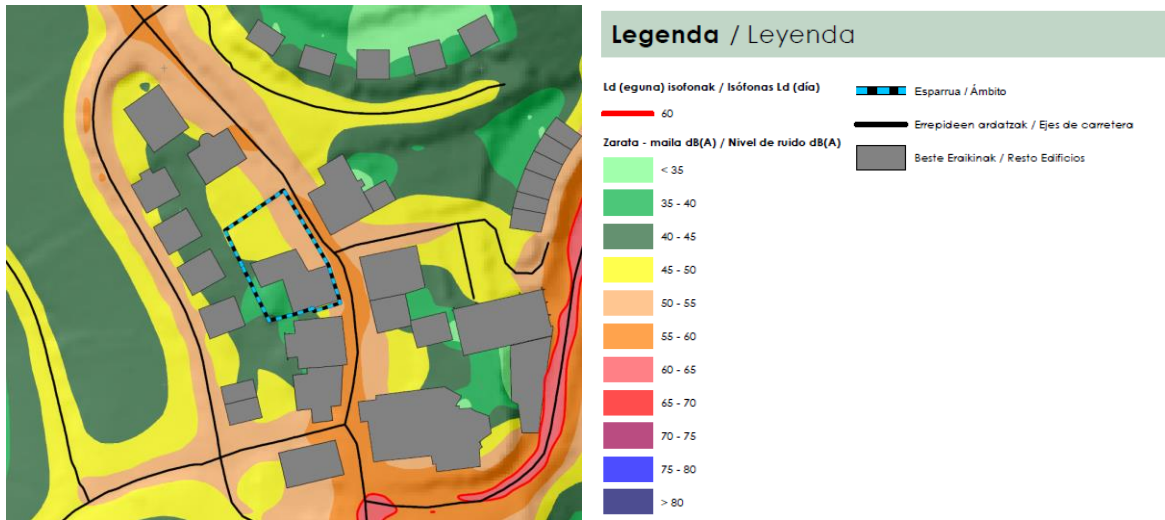 Legenda / Leyenda
Ld (eguna) isofonak / Isófonas Ld (día)
60
Zarata - maila dB(A) / Nivel de ruido dB(A)
< 35
35 - 40
40 - 45
45 - 50
50 - 55
55 - 60
60 - 65
65 - 70
70 - 75
75 - 80
> 80
Esparrua / Ámbito
Errepideen ardatzak / Ejes de carretera
Beste Eraikinak / Resto Edificios